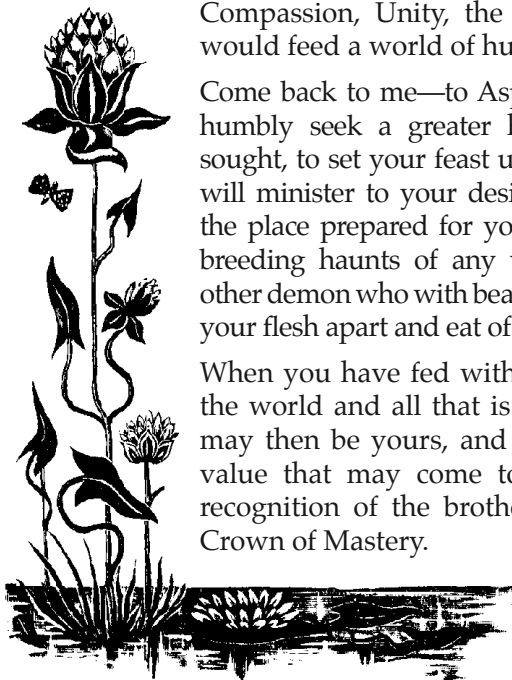 Compassion, Unity, the
would feed a world of hu
Come back to me—to Asp
humbly seek a greater
sought, to set your feast u
will minister to your desi
the place prepared for yo
breeding haunts of any
other demon who with bea
your flesh apart and eat of
When you have fed with
the world and all that is
may then be yours, and
value that may come to
recognition of the brothe
Crown of Mastery.